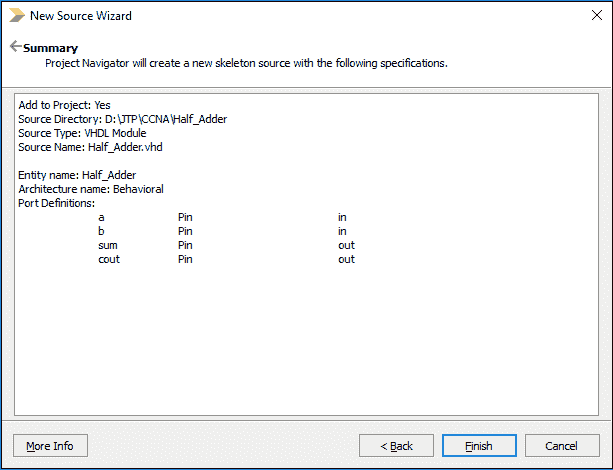 New Source Wizard
Summary
Project Navigator will create a new skeleton source with the following specifications.
Add to Project: Yes
Source Directory: D:\JTP\CCNA\Half_Adder
Source Type: VHDL Module
Source Name: Half_Adder.vhd
Entity name: Half_Adder
Architecture name: Behavioral
Port Definitions:
a Pin in
b Pin in
sum Pin out
cout Pin out
More Info < Back Finish Cancel